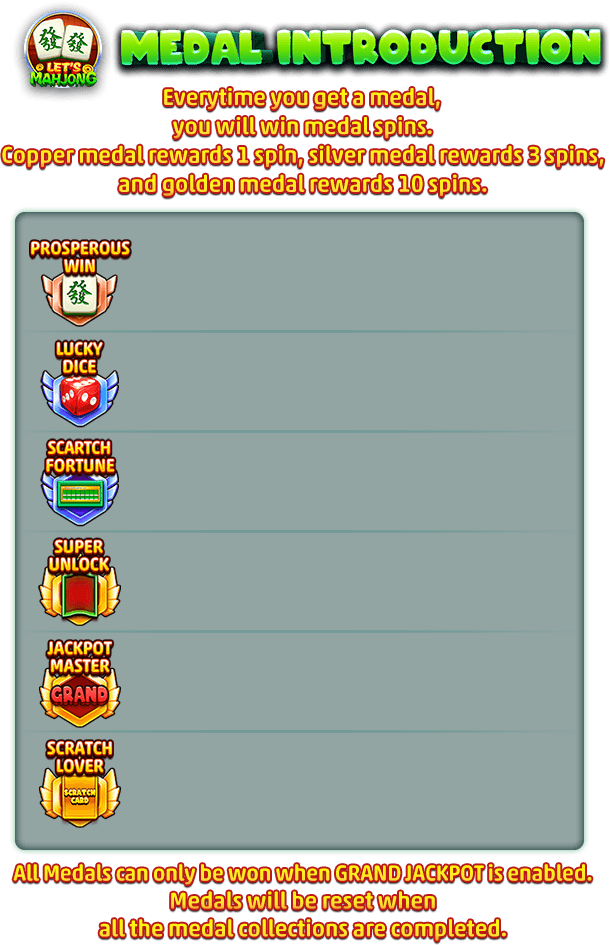 發 發
LET'S
MAHJONG
MEDAL INTRODUCTION
Everytime you get a medal,
you will win medal spins.
Copper medal rewards 1 spin, silver medal rewards 3 spins,
and golden medal rewards 10 spins.
PROSPEROUS
WIN
發
LUCKY
DICE
SCARTCH
FORTUNE
SUPER
UNLOCK
JACKPOT
MASTER
GRAND
SCRATCH
LOVER
SCRATCH
CARD
All Medals can only be won when GRAND JACKPOT is enabled.
Medals will be reset when
all the medal collections are completed.